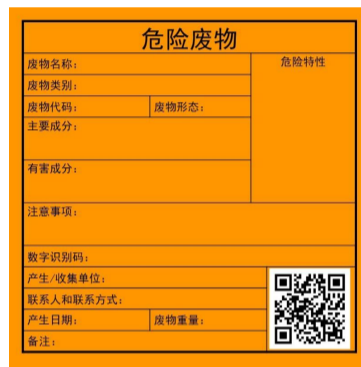 危险废物
废物名称：
危险特性
废物类别：
废物代码：
废物形态：
主要成分：
有害成分：
注意事项：
数字识别码：
产生/收集单位：
联系人和联系方式：
产生日期：
废物重量：
备注：